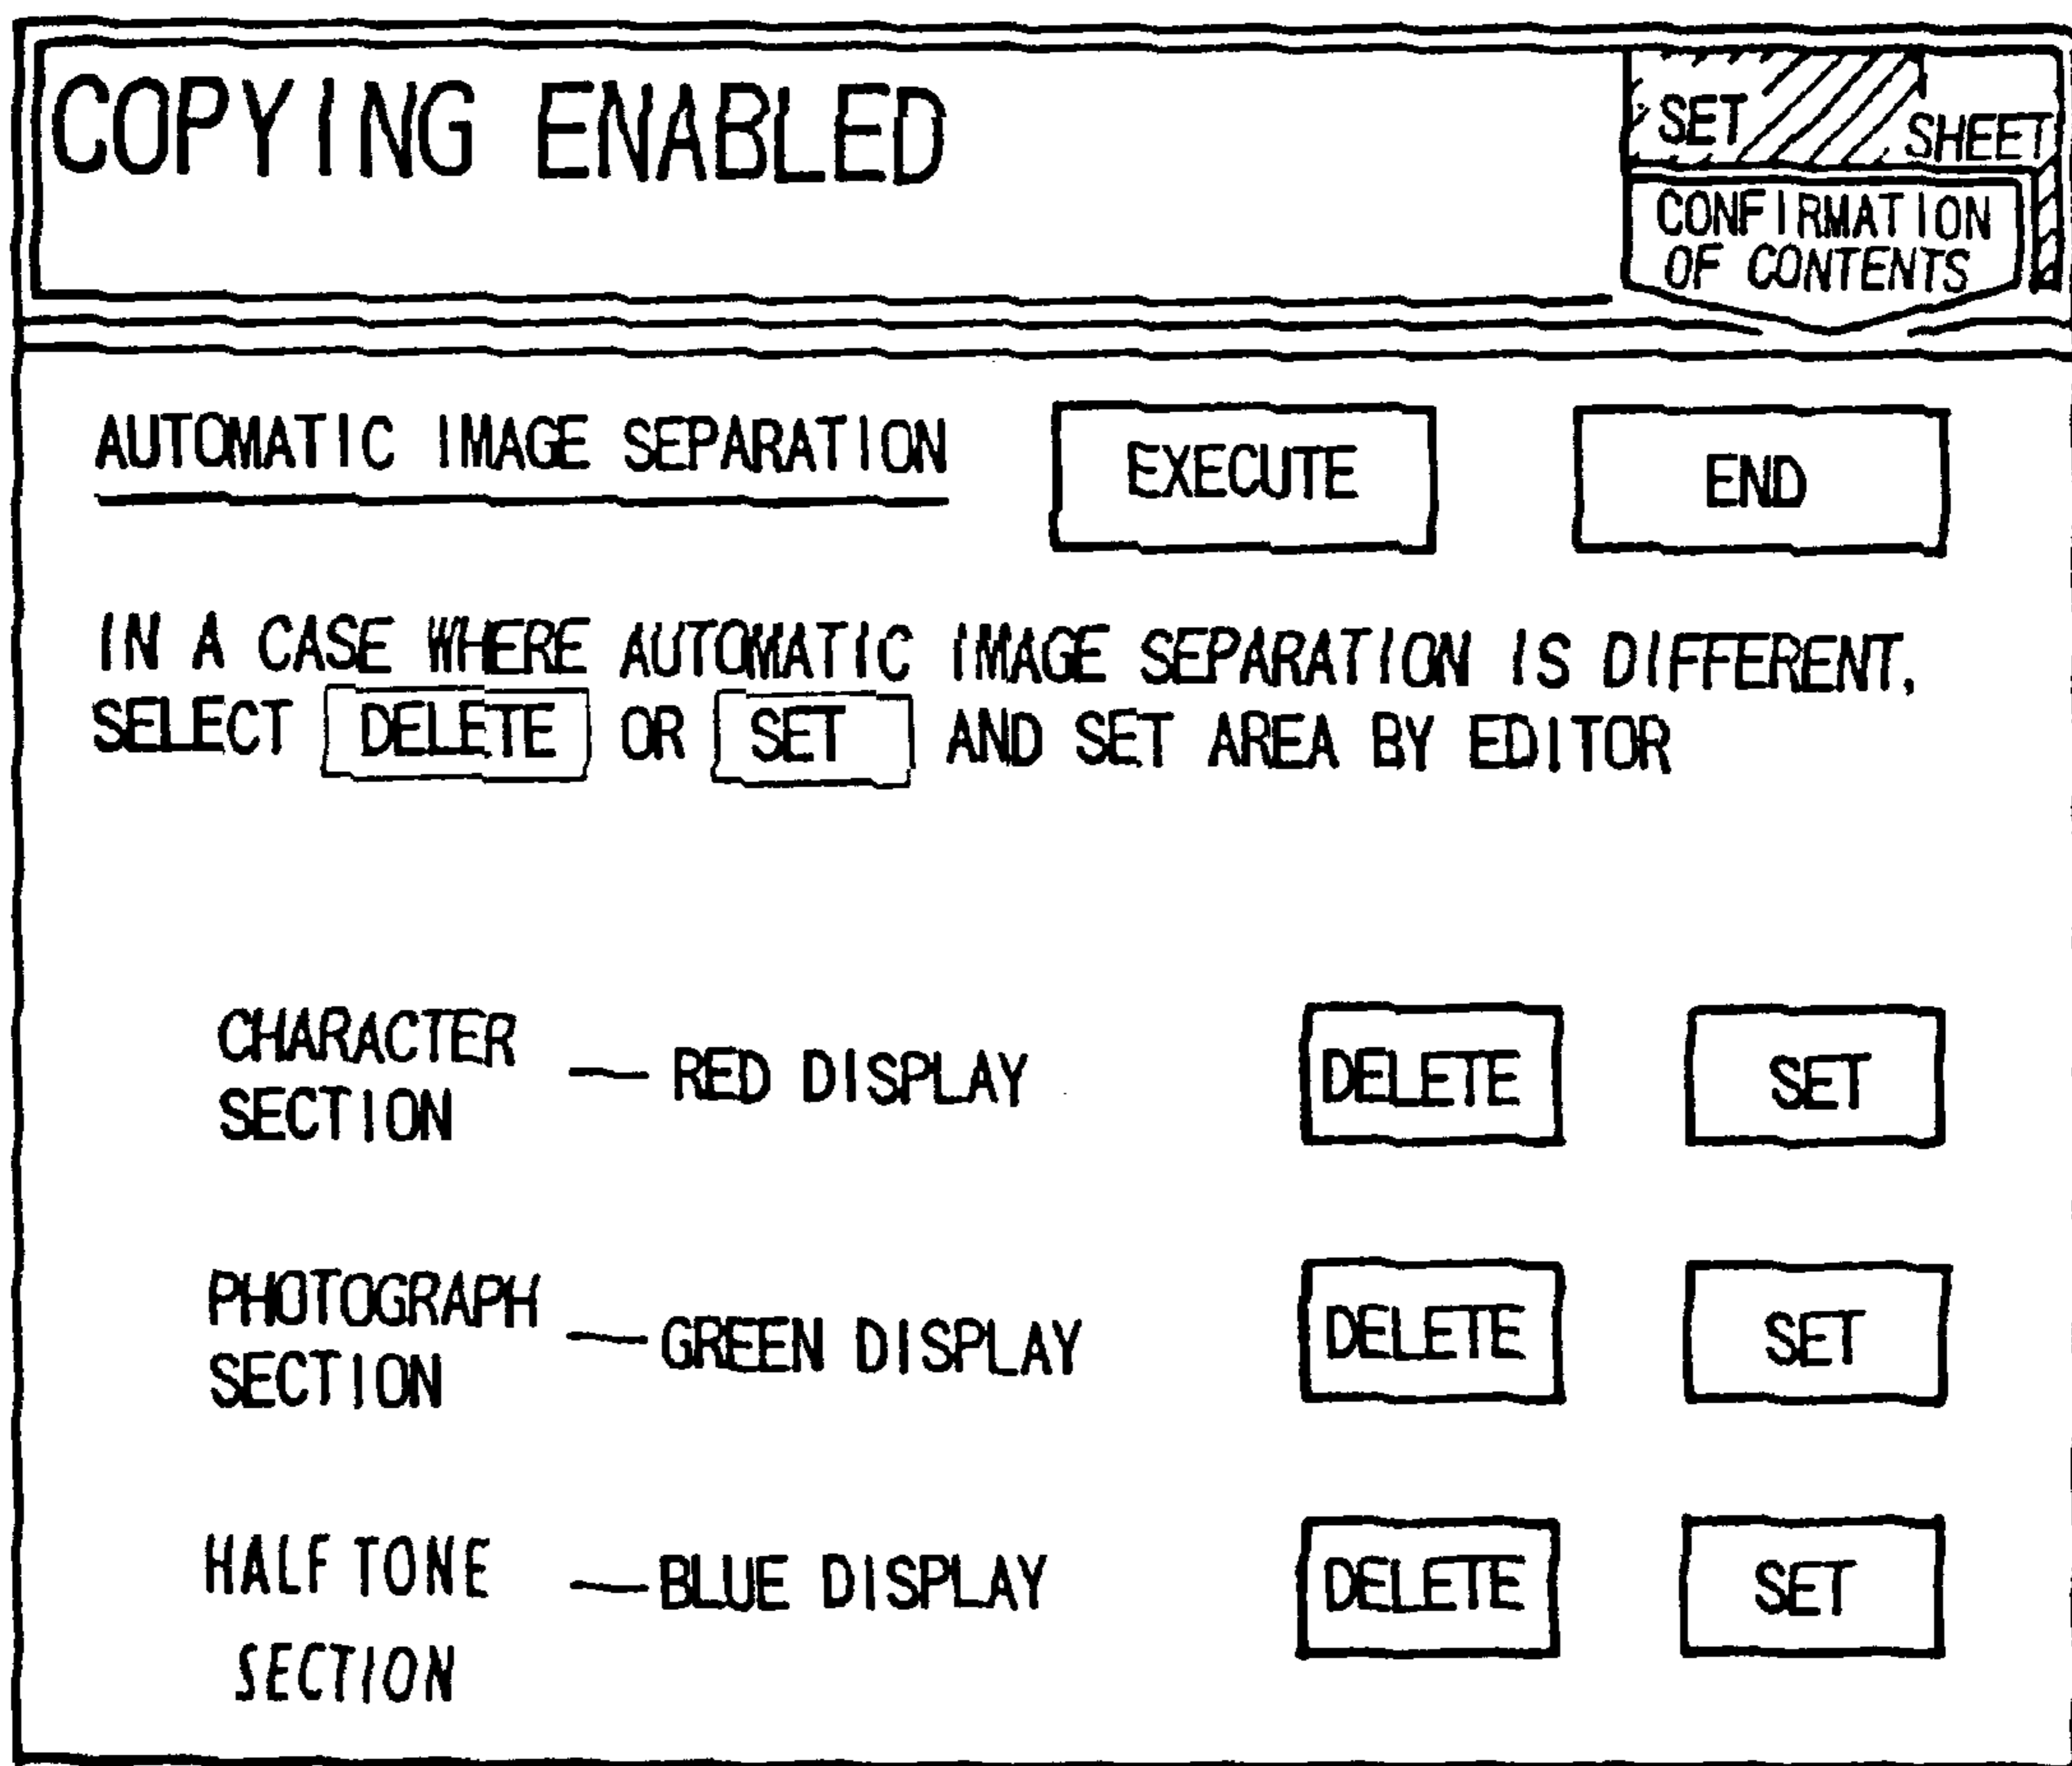 COPYING ENABLED
SET SHEET
CONFIRMATION
OF CONTENTS
AUTOMATIC IMAGE SEPARATION EXECUTE END
IN A CASE WHERE AUTOMATIC IMAGE SEPARATION IS DIFFERENT,
SELECT DELETE OR SET AND SET AREA BY EDITOR
CHARACTER
SECTION — RED DISPLAY DELETE SET
PHOTOGRAPH
SECTION — GREEN DISPLAY DELETE SET
HALF TONE — BLUE DISPLAY DELETE SET
SECTION